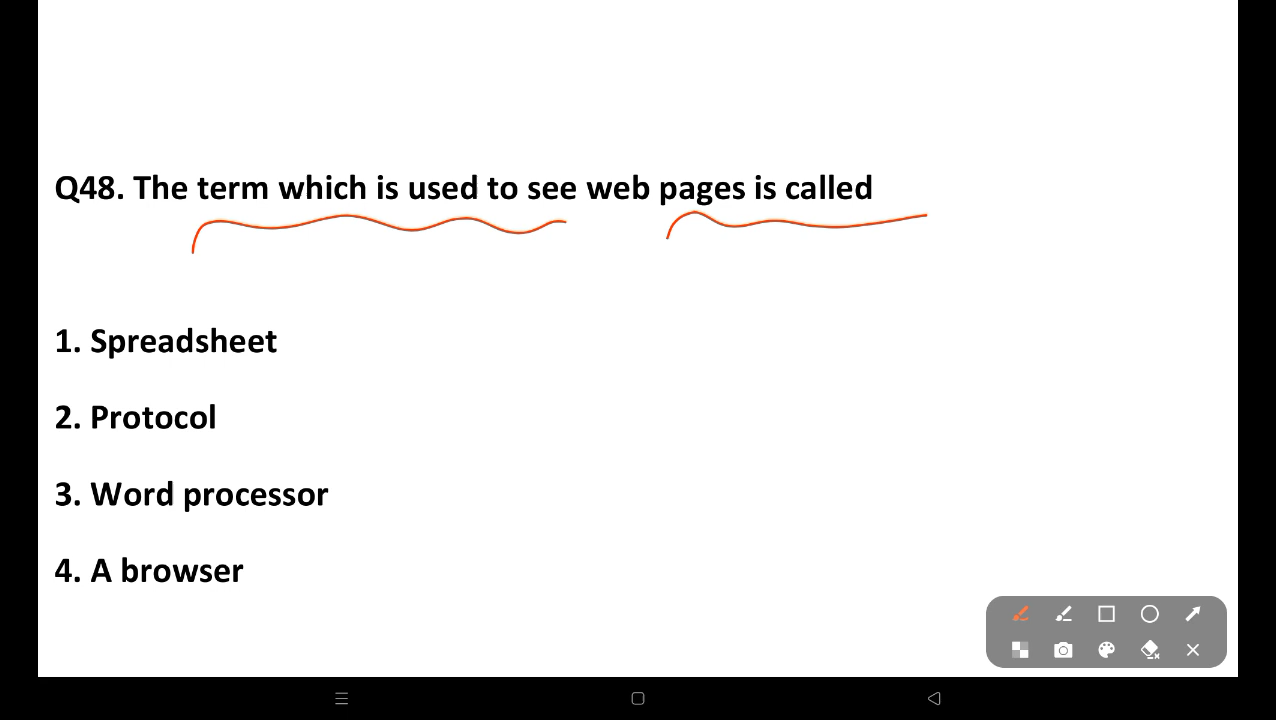 Q48. The term which is used to see web pages is called
1. Spreadsheet
2. Protocol
3. Word processor
4. A browser